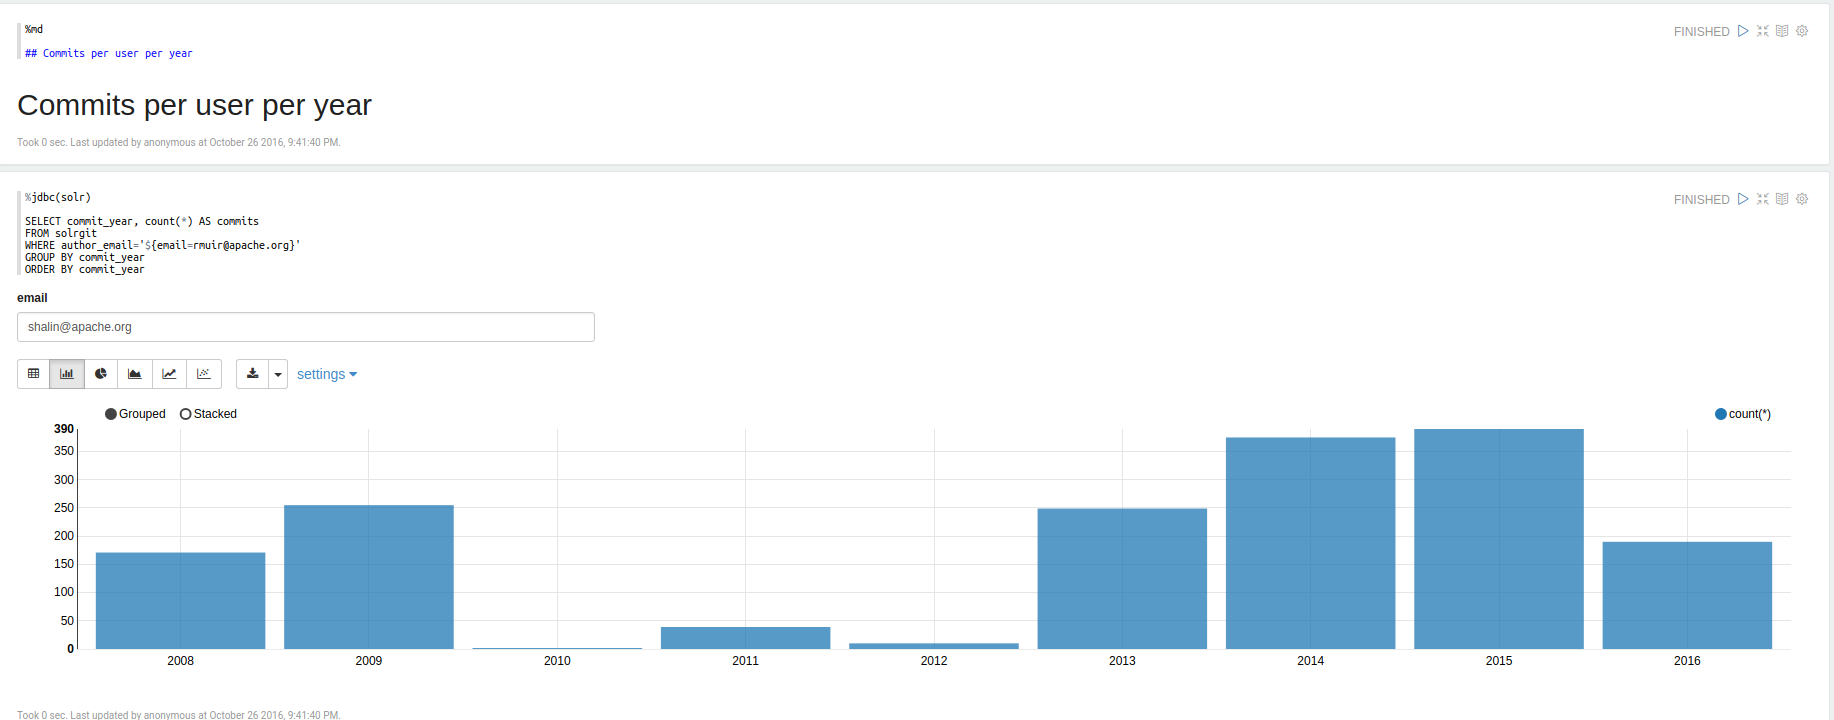 %md
FINISHED
## Commits per user per year
Commits per user per year
Took 0 sec. Last updated by anonymous at October 26 2016, 9:41:40 PM.
%jdbc(solr)
FINISHED
SELECT commit_year, count(*) AS commits
FROM solrgit
WHERE author_email='${email=rmuir@apache.org}'
GROUP BY commit_year
ORDER BY commit_year
email
shalin@apache.org
settings
Grouped Stacked
count(*)
390
350
300
250
200
150
100
50
0
2008 2009 2010 2011 2012 2013 2014 2015 2016
Took 0 sec. Last updated by anonymous at October 26 2016, 9:41:40 PM.